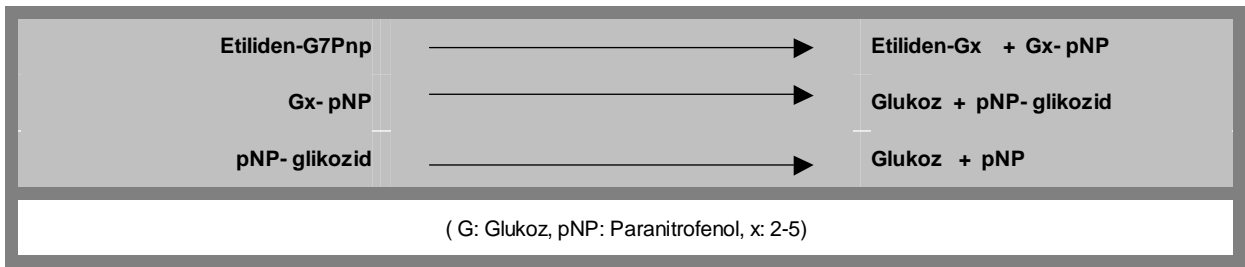 Etiliden-G7Pnp Etiliden-Gx + Gx- pNP
Gx- pNP Glukoz + pNP- glikozid
pNP- glikozid Glukoz + pNP
( G: Glukoz, pNP: Paranitrofenol, x: 2-5)